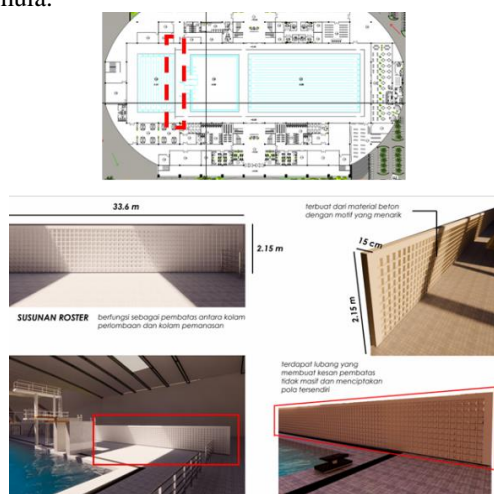 mula.
33.6 m
2.15 m
SUSUNAN ROSTER
berfungsi sebagai pembatas antara kolam
perlombaan dan kolam pemanasan
terbuat dari material beton
dengan motif yang menarik
15 cm
2.15 m
terdapat lubang yang
membuat kesan pembatas
tidak masif dan menciptakan
pola tersendiri